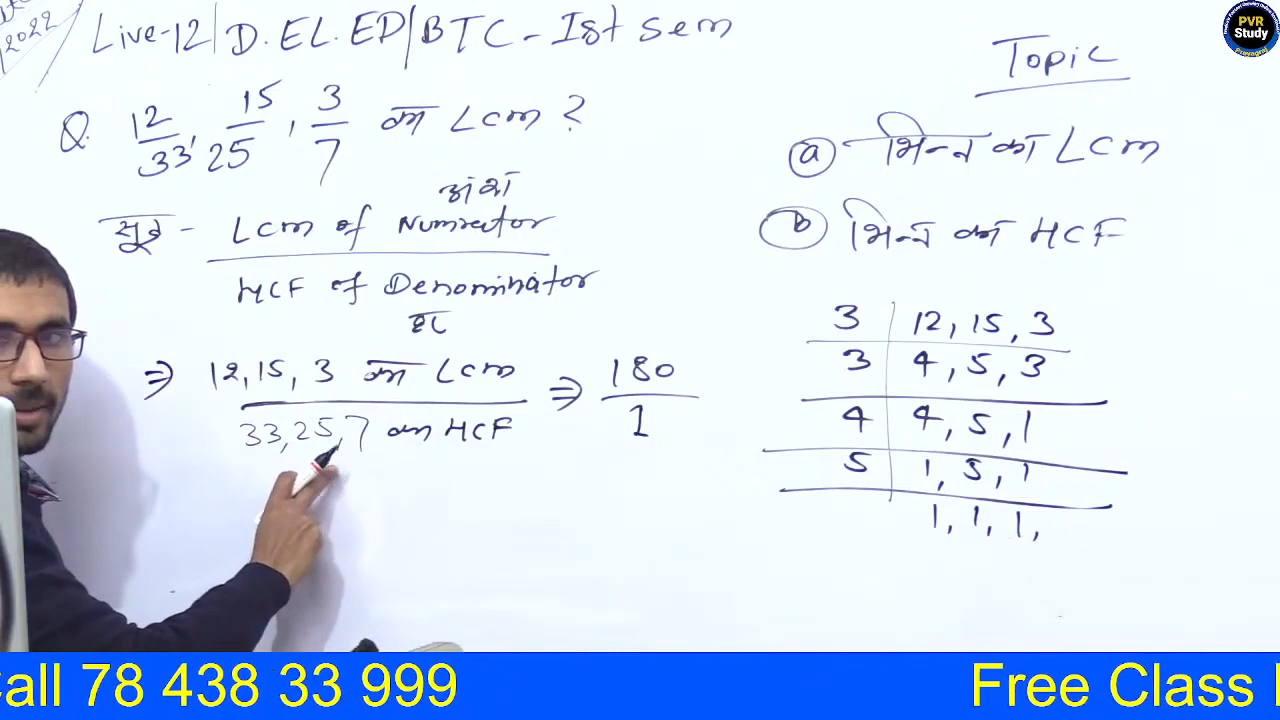 2022
Live-12 | D.EL.ED/BTC - Ist Sem
Q. 12/33, 15/25, 3/7 का Lcm ?
अंश
सूत्र - Lcm of Numrector
HCF of Denominator
हर
⇒ 12, 15, 3 का Lcm ⇒ 180
33, 25, 7 का HCF 1
Topic
a भिन्न का LCm
b भिन्न का HCF
3 12, 15, 3
3 4, 5, 3
4 4, 5, 1
5 1, 5, 1
1, 1, 1,
PVR
Study
Prayagraj
Call 78 438 33 999
Free Class